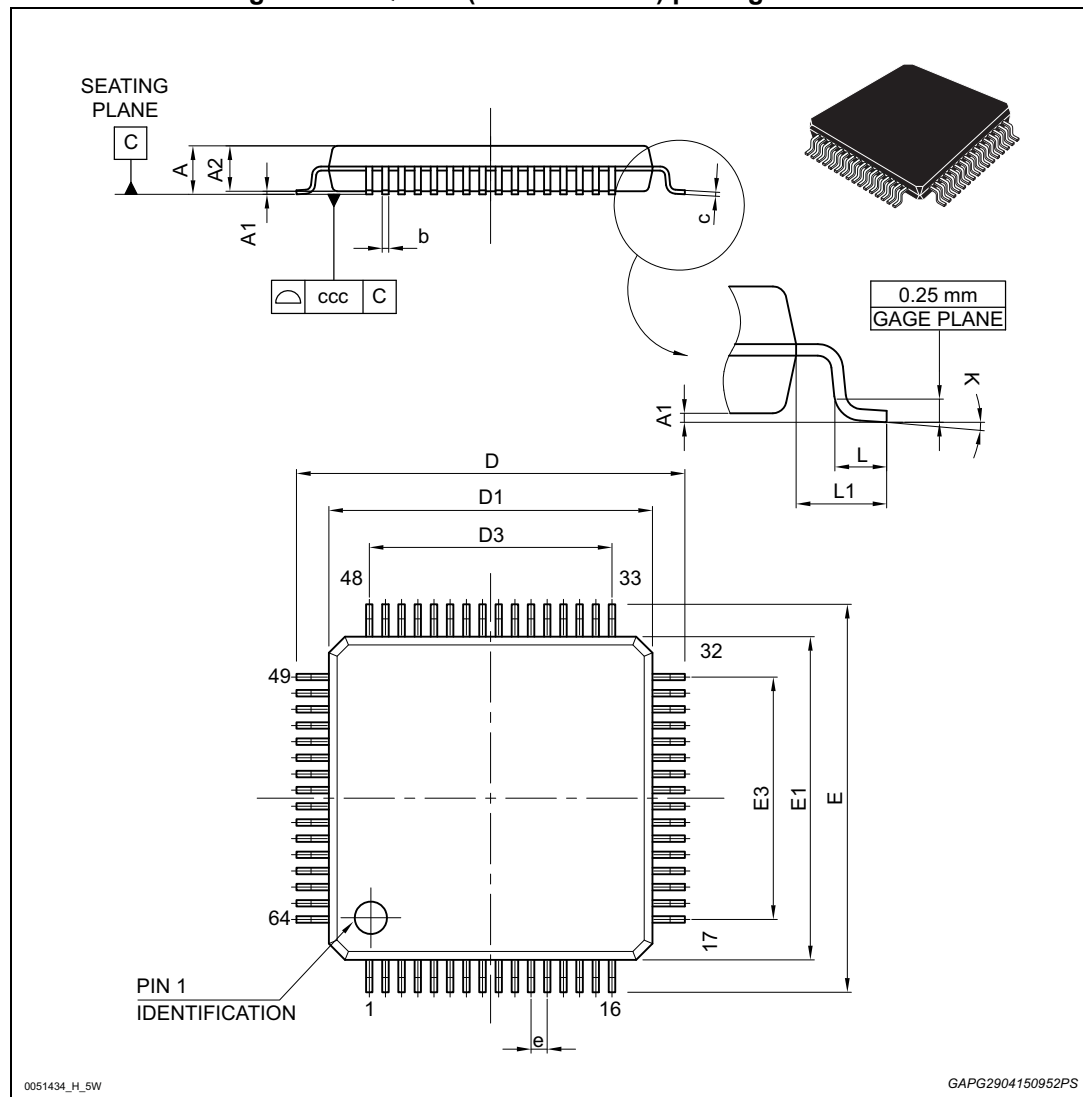 SEATING
PLANE
C
A
A2
A1
b
c
ccc
C
0.25 mm
GAGE PLANE
K
A1
L
L1
D
D1
D3
48
33
32
49
E3
E1
E
64
17
PIN 1
IDENTIFICATION
1
16
e
0051434_H_5W
GAPG2904150952PS